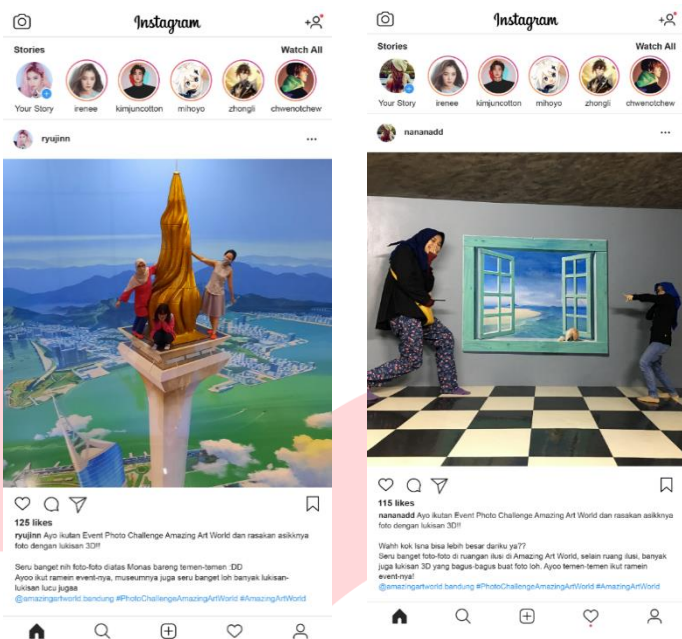 Instagram
Stories
Watch All
Your Story
irenee
kimjuncotton
mihoyo
zhongli
chwenotchew
ryujinn
125 likes
ryujinn Ayo ikutan Event Photo Challenge Amazing Art World dan rasakan asikknya
foto dengan lukisan 3D!!
Seru banget nih foto-foto diatas Monas bareng temen-temen :DD
Ayoo ikut ramein event-nya, museumnya juga seru banget loh banyak lukisan-
lukisan lucu jugaa
@amazingartworld.bandung #PhotoChallengeAmazingArtWorld #AmazingArtWorld
Instagram
Stories
Watch All
Your Story
irenee
kimjuncotton
mihoyo
zhongli
chwenotchew
nananadd
115 likes
nananadd Ayo ikutan Event Photo Challenge Amazing Art World dan rasakan asikknya
foto dengan lukisan 3D!!
Wahh kok Isna bisa lebih besar dariku ya??
Seru banget foto-foto di ruangan ilusi di Amazing Art World, selain ruang ilusi, banyak
juga lukisan 3D yang bagus-bagus buat foto loh. Ayoo temen-temen ikut ramein
event-nya!
@amazingartworld.bandung #PhotoChallengeAmazingArtWorld #AmazingArtWorld